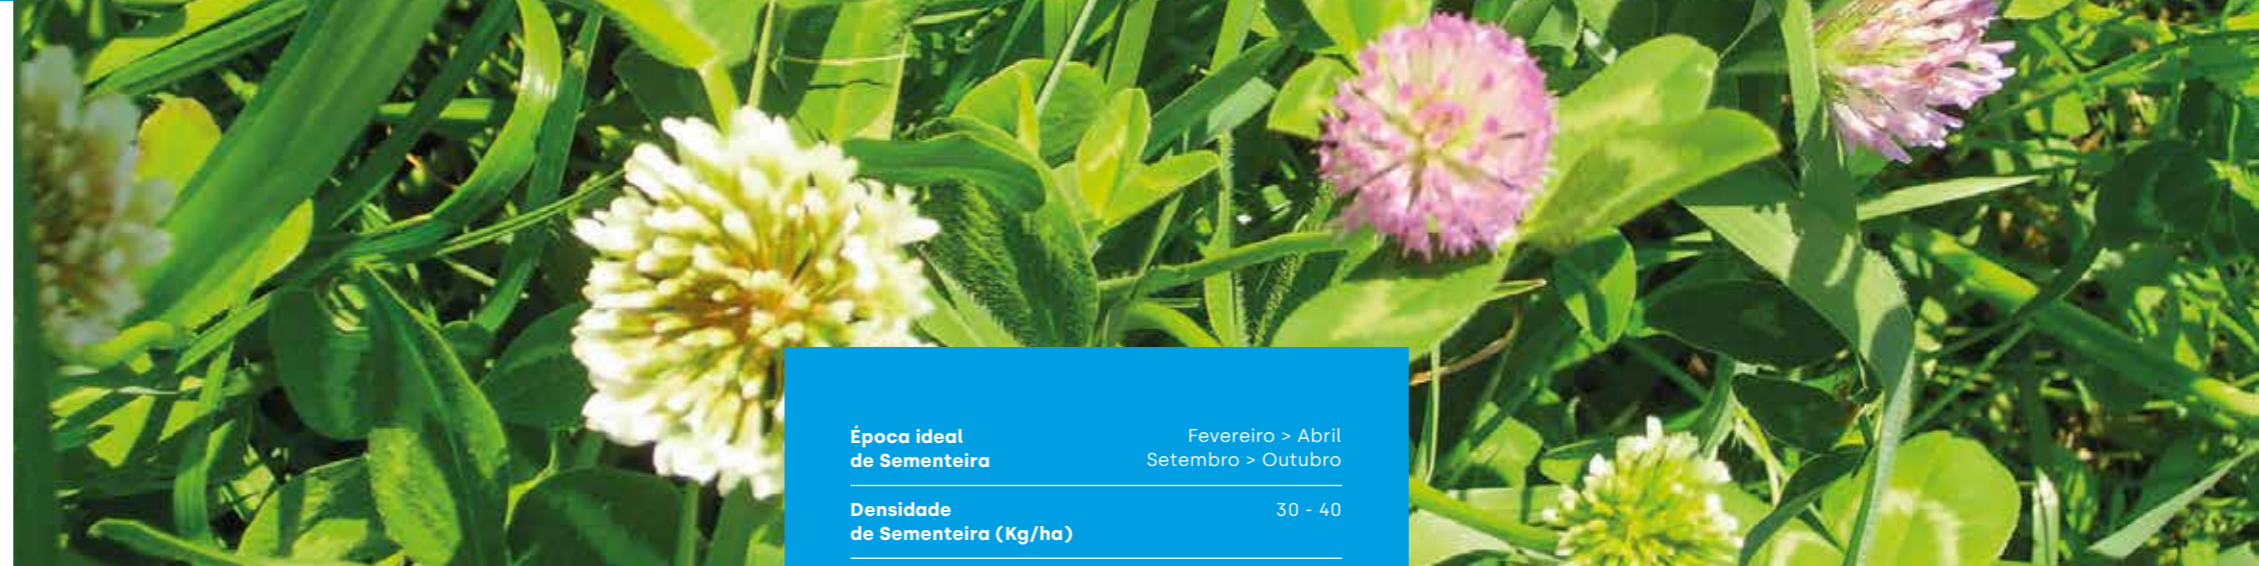 Época ideal
de Sementeira
Fevereiro > Abril
Setembro > Outubro
Densidade
de Sementeira (Kg/ha)
30 - 40